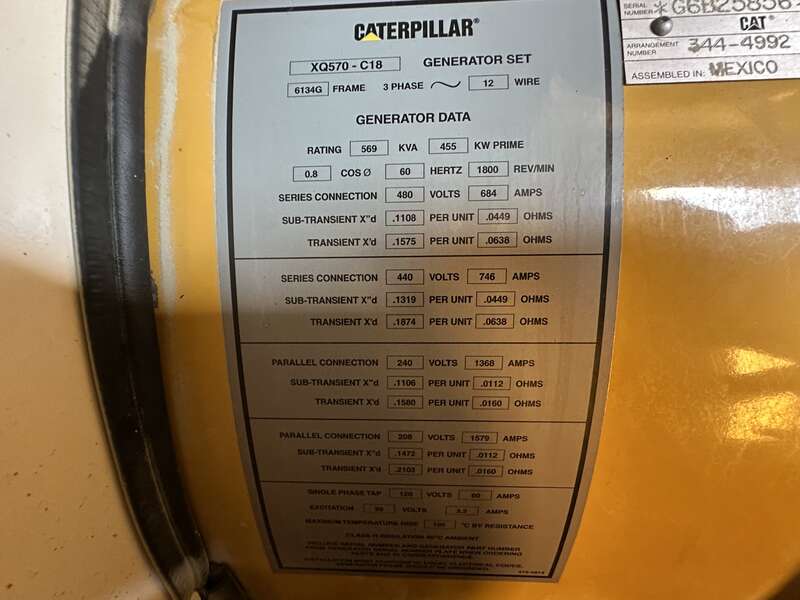 CATERPILLAR®
XQ570 - C18 GENERATOR SET
6134G FRAME 3 PHASE 12 WIRE
GENERATOR DATA
RATING 569 KVA 455 KW PRIME
0.8 COS Ø 60 HERTZ 1800 REV/MIN
SERIES CONNECTION 480 VOLTS 684 AMPS
SUB-TRANSIENT X"d .1108 PER UNIT .0449 OHMS
TRANSIENT X'd .1575 PER UNIT .0638 OHMS
SERIES CONNECTION 440 VOLTS 746 AMPS
SUB-TRANSIENT X"d .1319 PER UNIT .0449 OHMS
TRANSIENT X'd .1874 PER UNIT .0638 OHMS
PARALLEL CONNECTION 240 VOLTS 1368 AMPS
SUB-TRANSIENT X"d .1106 PER UNIT .0112 OHMS
TRANSIENT X'd .1580 PER UNIT .0160 OHMS
PARALLEL CONNECTION 208 VOLTS 1579 AMPS
SUB-TRANSIENT X"d .1472 PER UNIT .0112 OHMS
TRANSIENT X'd .2103 PER UNIT .0160 OHMS
SINGLE PHASE TAP 120 VOLTS AMPS
EXCITATION VOLTS AMPS
MAXIMUM TEMPERATURE RISE °C BY RESISTANCE
CLASS H INSULATION 40°C AMBIENT
SERIAL NUMBER *G6B25856
CAT®
ARRANGEMENT NUMBER 344-4992
ASSEMBLED IN: MEXICO